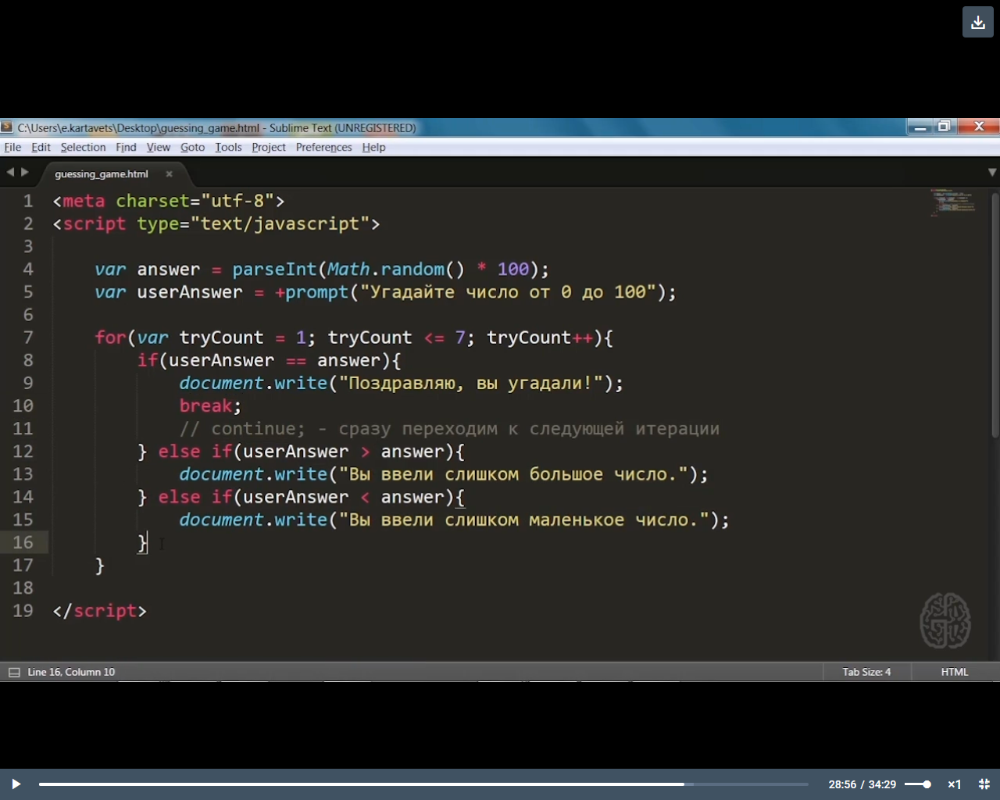 C:\Users\e.kartavets\Desktop\guessing_game.html - Sublime Text (UNREGISTERED)
File Edit Selection Find View Goto Tools Project Preferences Help
guessing_game.html ×
1 <meta charset="utf-8">
2 <script type="text/javascript">
3
4 var answer = parseInt(Math.random() * 100);
5 var userAnswer = +prompt("Угадайте число от 0 до 100");
6
7 for(var tryCount = 1; tryCount <= 7; tryCount++){
8 if(userAnswer == answer){
9 document.write("Поздравляю, вы угадали!");
10 break;
11 // continue; - сразу переходим к следующей итерации
12 } else if(userAnswer > answer){
13 document.write("Вы ввели слишком большое число.");
14 } else if(userAnswer < answer){
15 document.write("Вы ввели слишком маленькое число.");
16 }
17 }
18
19 </script>
Line 16, Column 10 Tab Size: 4 HTML
28:56 / 34:29 ×1